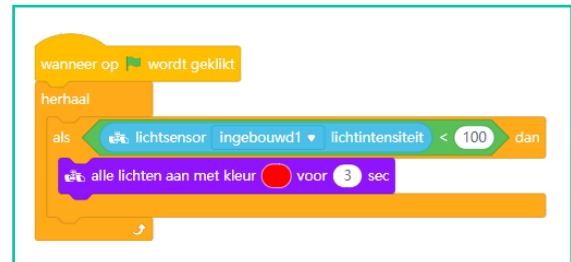 wanneer op wordt geklikt
herhaal
als lichtsensor ingebouwd1 lichtintensiteit < 100 dan
alle lichten aan met kleur voor 3 sec